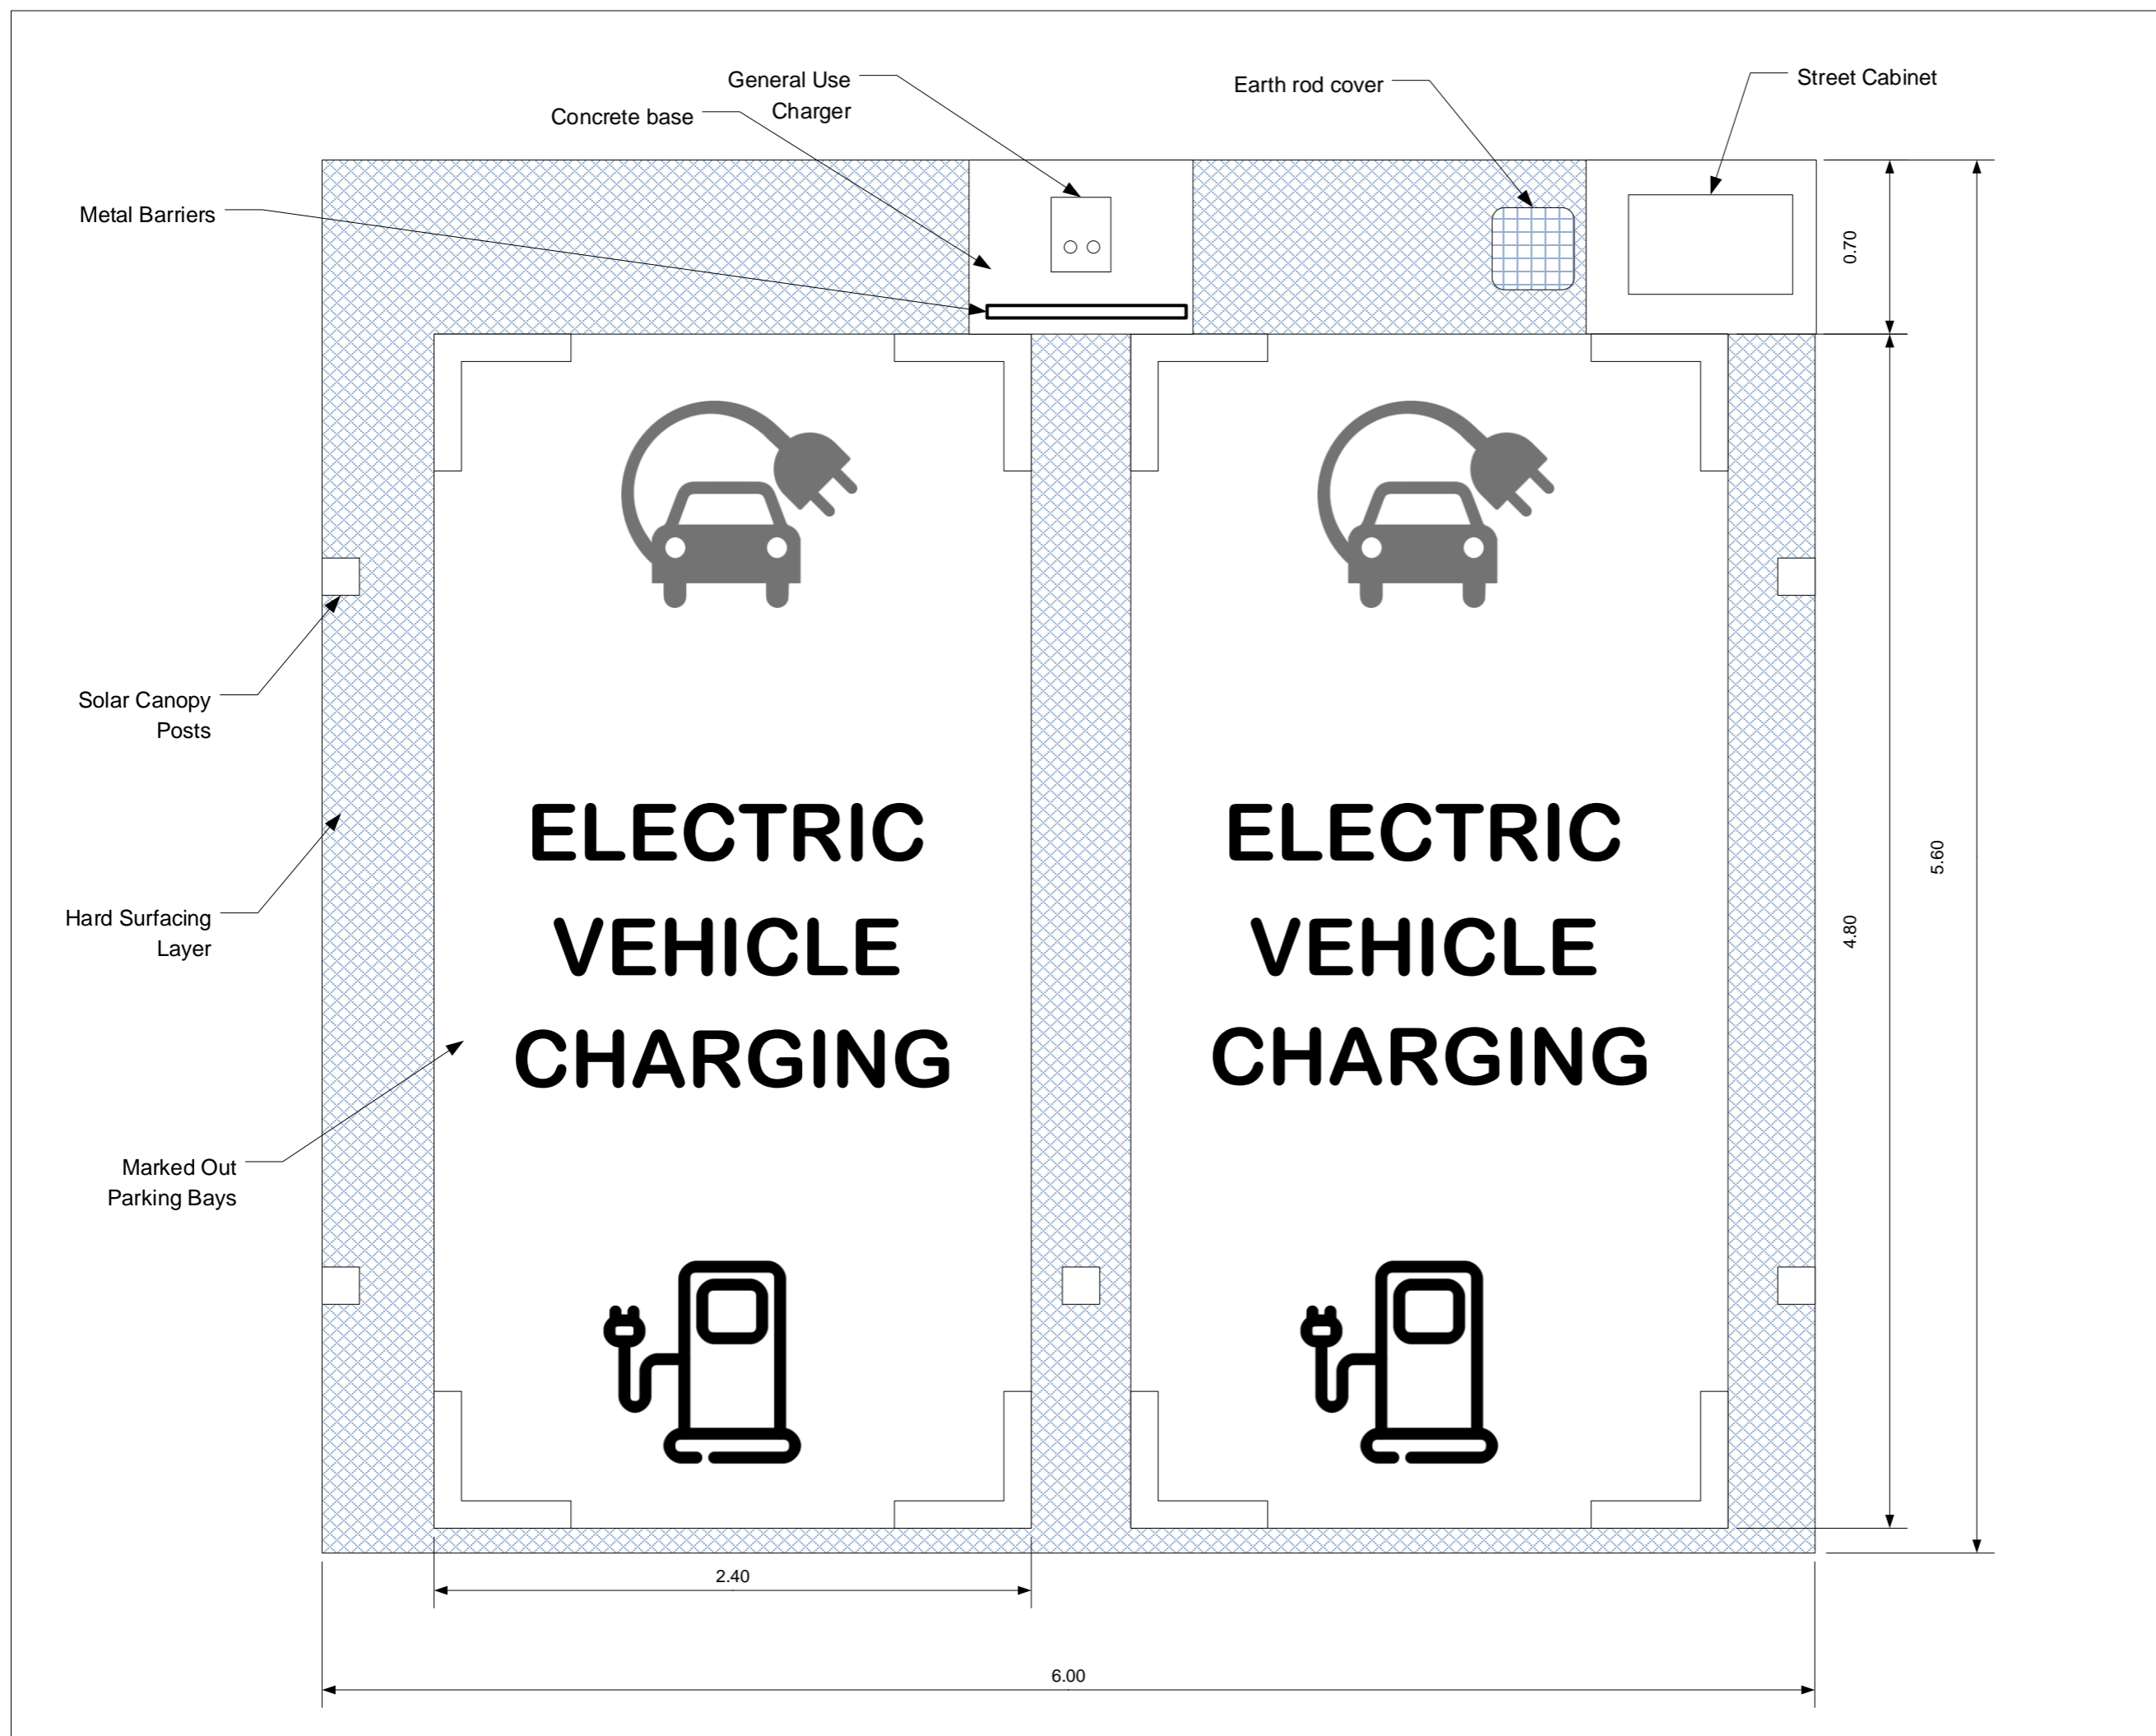 General Use
Charger
Concrete base
Earth rod cover
Street Cabinet
Metal Barriers
0.70
Solar Canopy
Posts
ELECTRIC
VEHICLE
CHARGING
ELECTRIC
VEHICLE
CHARGING
5.60
4.80
Hard Surfacing
Layer
Marked Out
Parking Bays
2.40
6.00